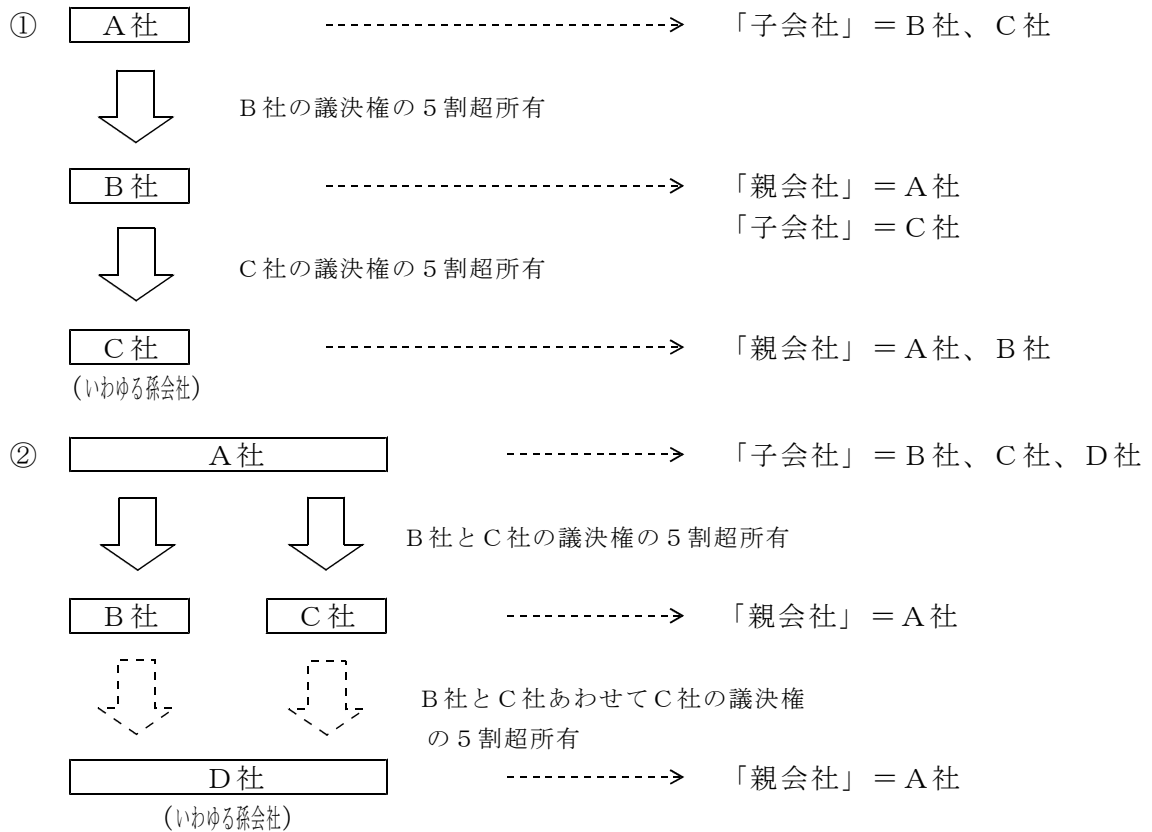 ① A社 「子会社」=B社、C社
B社の議決権の5割超所有
B社 「親会社」=A社
「子会社」=C社
C社の議決権の5割超所有
C社 「親会社」=A社、B社
(いわゆる孫会社)
② A社 「子会社」=B社、C社、D社
B社とC社の議決権の5割超所有
B社 C社 「親会社」=A社
B社とC社あわせてC社の議決権
の5割超所有
D社 「親会社」=A社
(いわゆる孫会社)